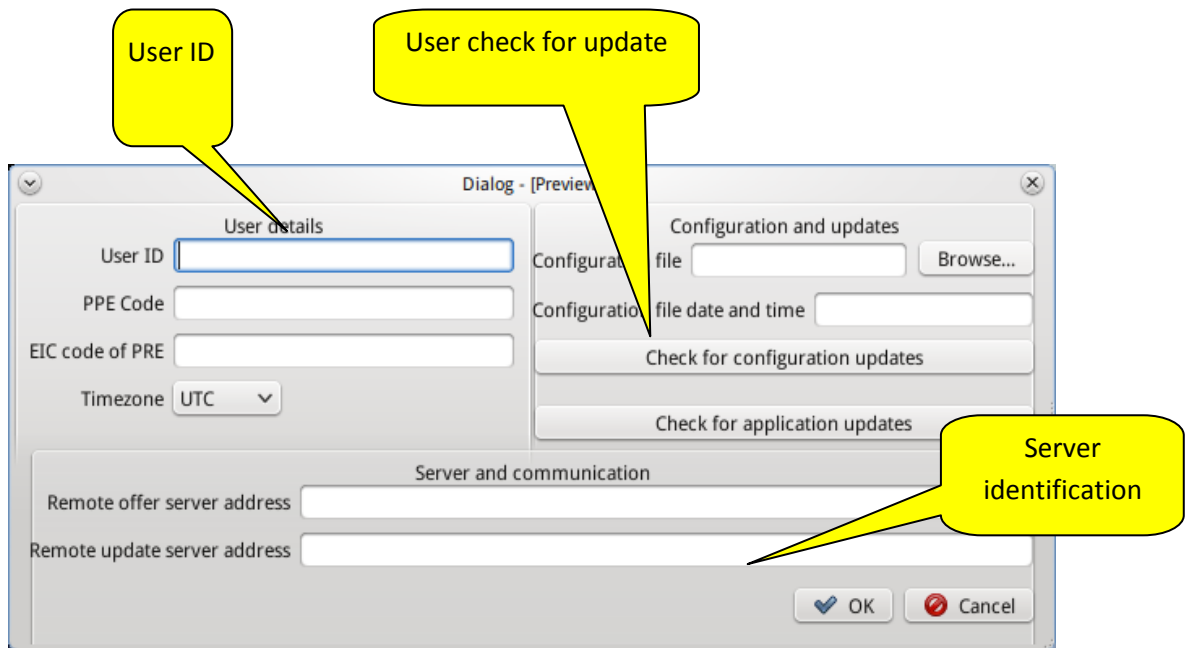 User ID
User check for update
Dialog - [Preview
User details
User ID
PPE Code
EIC code of PRE
Timezone UTC
Configuration and updates
file Browse...
file date and time
Check for configuration updates
Check for application updates
Server
identification
Server and communication
Remote offer server address
Remote update server address
OK Cancel